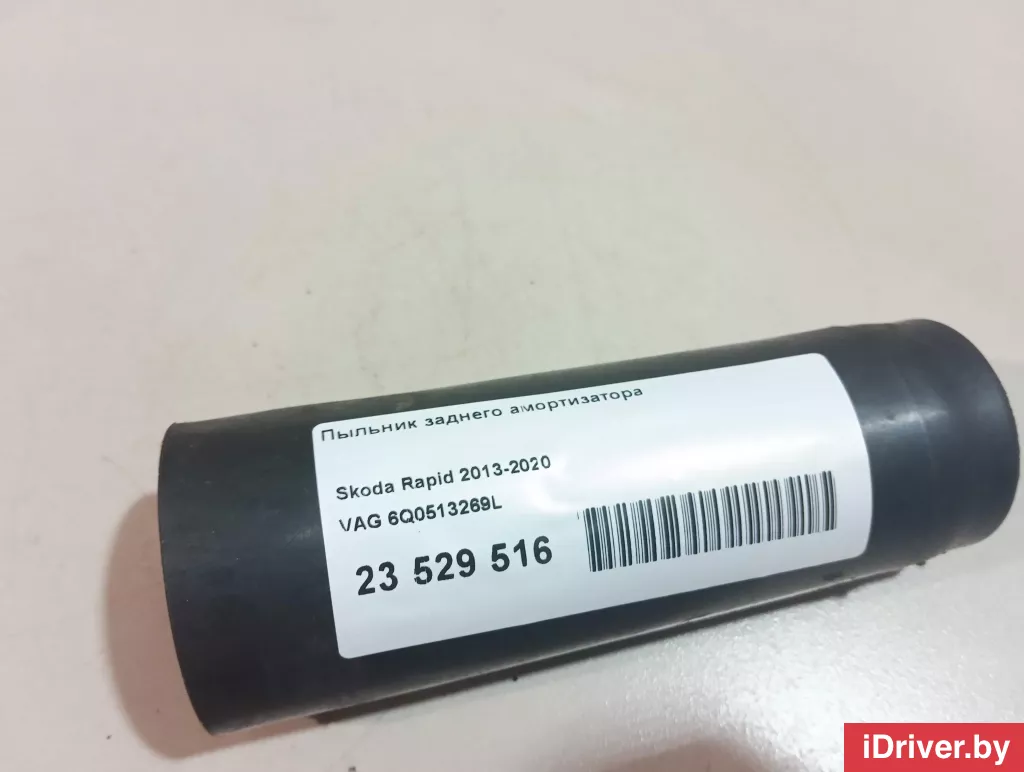 Пыльник заднего амортизатора
Skoda Rapid 2013-2020
VAG 6Q0513269L
23 529 516
iDriver.by